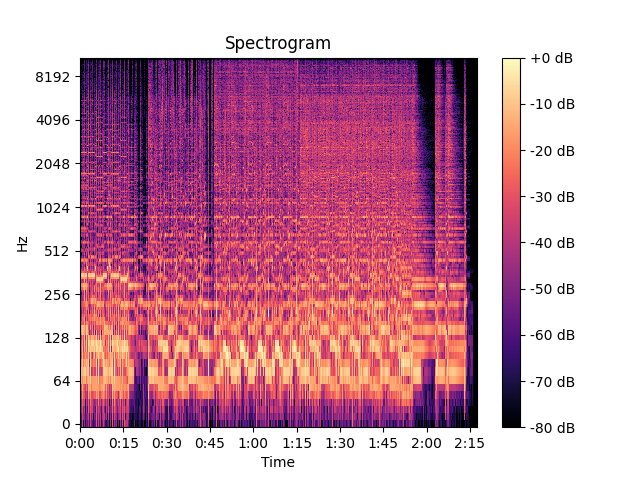 Spectrogram
Hz
8192
4096
2048
1024
512
256
128
64
0
0:00 0:15 0:30 0:45 1:00 1:15 1:30 1:45 2:00 2:15
Time
+0 dB
-10 dB
-20 dB
-30 dB
-40 dB
-50 dB
-60 dB
-70 dB
-80 dB